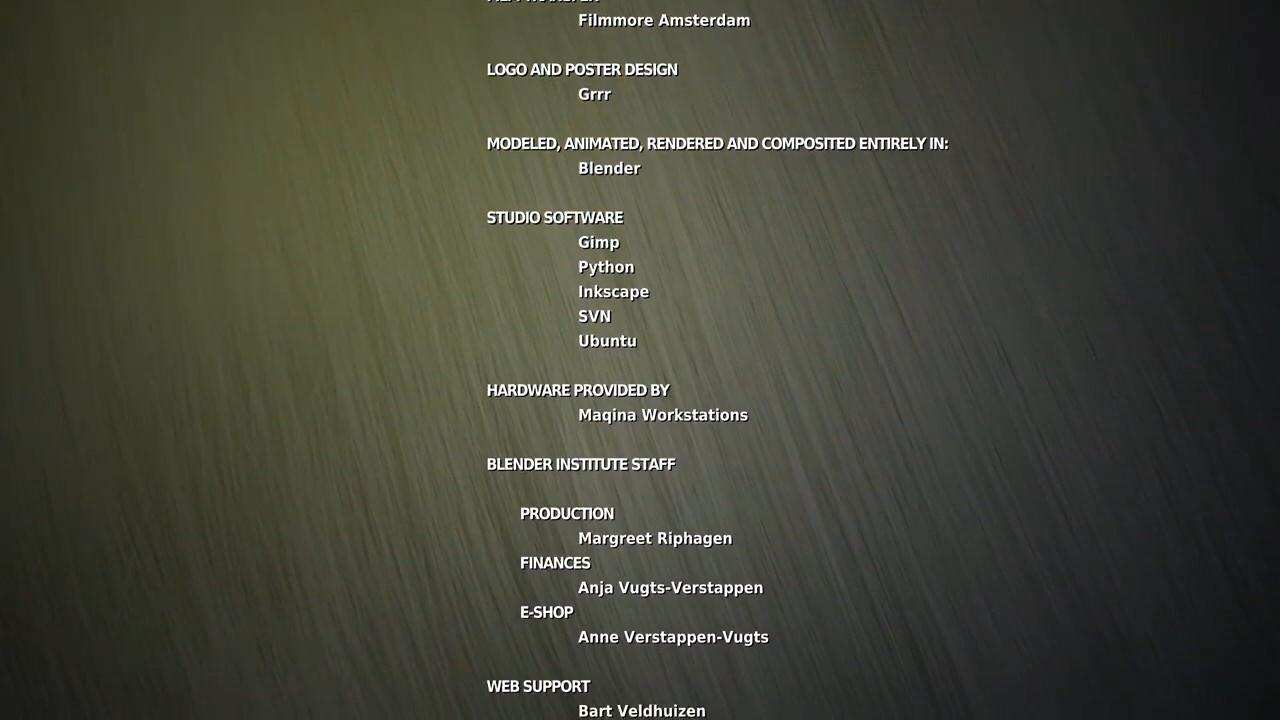 Filmmore Amsterdam
LOGO AND POSTER DESIGN
Grrr
MODELED, ANIMATED, RENDERED AND COMPOSITED ENTIRELY IN:
Blender
STUDIO SOFTWARE
Gimp
Python
Inkscape
SVN
Ubuntu
HARDWARE PROVIDED BY
Maqina Workstations
BLENDER INSTITUTE STAFF
PRODUCTION
Margreet Riphagen
FINANCES
Anja Vugts-Verstappen
E-SHOP
Anne Verstappen-Vugts
WEB SUPPORT
Bart Veldhuizen